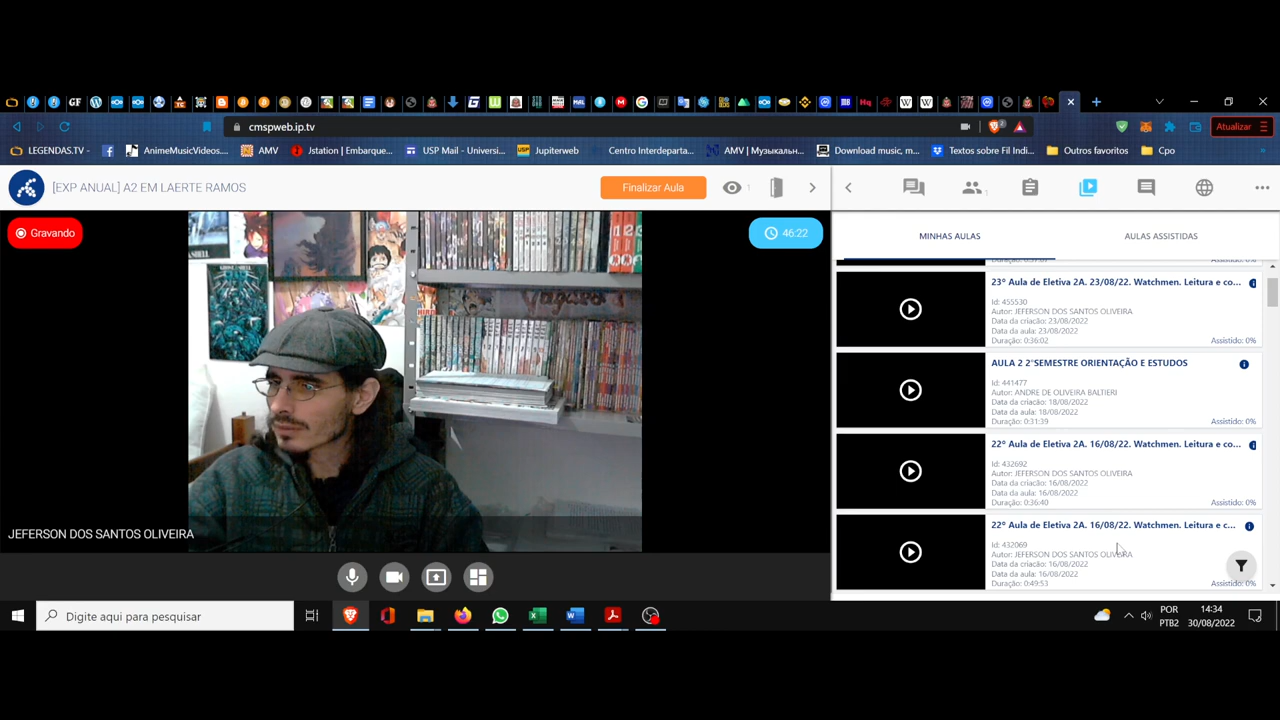 cmspweb.ip.tv
Atualizar
LEGENDAS.TV -
AnimeMusicVideos...
AMV
Jstation | Embarque...
USP Mail - Universi...
Jupiterweb
Centro Interdeparta...
AMV | Музыкальн...
Download music, m...
Textos sobre Fil Indi...
Outros favoritos
Cpo
[EXP ANUAL] A2 EM LAERTE RAMOS
Finalizar Aula
1
1
Gravando
46:22
MINHAS AULAS
AULAS ASSISTIDAS
23º Aula de Eletiva 2A. 23/08/22. Watchmen. Leitura e co...
Id: 455530
Autor: JEFERSON DOS SANTOS OLIVEIRA
Data da criação: 23/08/2022
Data da aula: 23/08/2022
Duração: 0:36:02
Assistido: 0%
AULA 2 2°SEMESTRE ORIENTAÇÃO E ESTUDOS
Id: 441477
Autor: ANDRE DE OLIVEIRA BALTIERI
Data da criação: 18/08/2022
Data da aula: 18/08/2022
Duração: 0:31:39
Assistido: 0%
22º Aula de Eletiva 2A. 16/08/22. Watchmen. Leitura e co...
Id: 432692
Autor: JEFERSON DOS SANTOS OLIVEIRA
Data da criação: 16/08/2022
Data da aula: 16/08/2022
Duração: 0:36:40
Assistido: 0%
22º Aula de Eletiva 2A. 16/08/22. Watchmen. Leitura e c...
Id: 432069
Autor: JEFERSON DOS SANTOS OLIVEIRA
Data da criação: 16/08/2022
Data da aula: 16/08/2022
Duração: 0:49:53
Assistido: 0%
JEFERSON DOS SANTOS OLIVEIRA
Digite aqui para pesquisar
POR
PTB2
14:34
30/08/2022